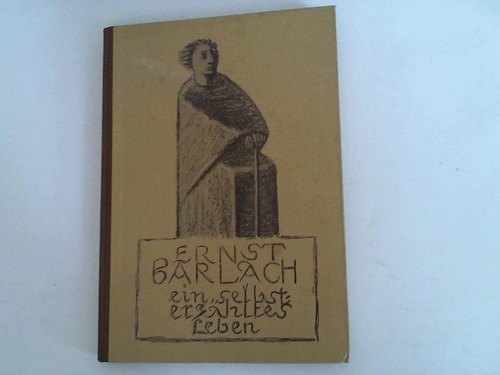 ERNST
BARLACH
ein selbst-
erzähltes
Leben